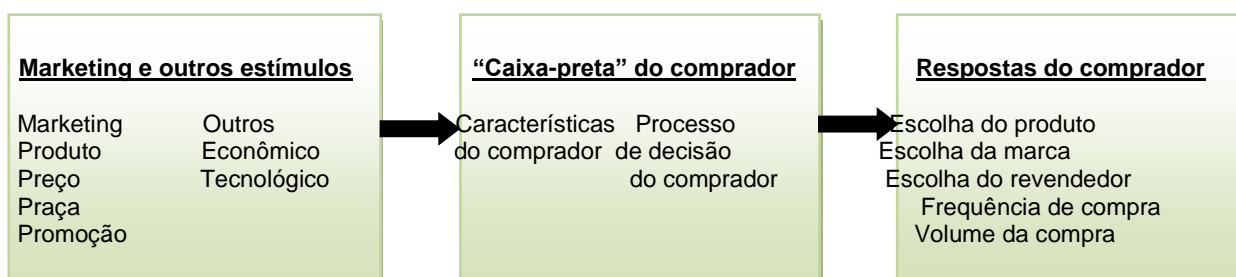 Marketing e outros estímulos
Marketing Outros
Produto Econômico
Preço Tecnológico
Praça
Promoção
“Caixa-preta” do comprador
Características Processo
do comprador de decisão
do comprador
Respostas do comprador
Escolha do produto
Escolha da marca
Escolha do revendedor
Frequência de compra
Volume da compra